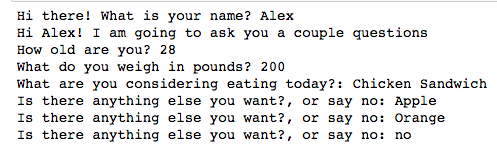 Hi there! What is your name? Alex
Hi Alex! I am going to ask you a couple questions
How old are you? 28
What do you weigh in pounds? 200
What are you considering eating today?: Chicken Sandwich
Is there anything else you want?, or say no: Apple
Is there anything else you want?, or say no: Orange
Is there anything else you want?, or say no: no